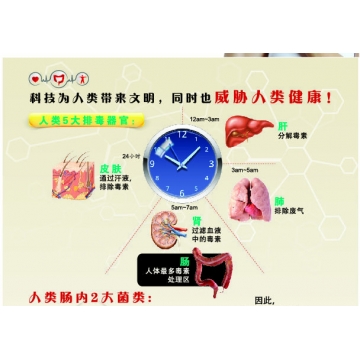 科技为人类带来文明，同时也威胁人类健康！
人类5大排毒器官：
12am~3am
肝
分解毒素
24小时
皮肤
通过汗液，
排除毒素
3am~5am
肺
排除废气
5am~7am
肾
过滤血液
中的毒素
肠
人体最多毒素
处理区
人类肠内2大菌类：
因此，